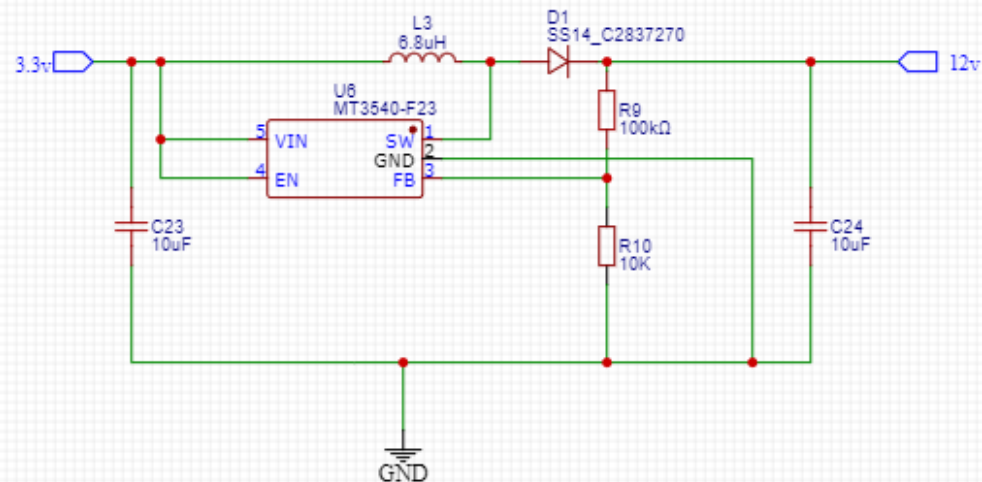 L3
6.8uH
D1
SS14_C2837270
3.3v
12v
U6
MT3540-F23
5 VIN
SW 1
GND 2
4 EN
FB 3
R9
100kΩ
C23
10uF
R10
10K
C24
10uF
GND